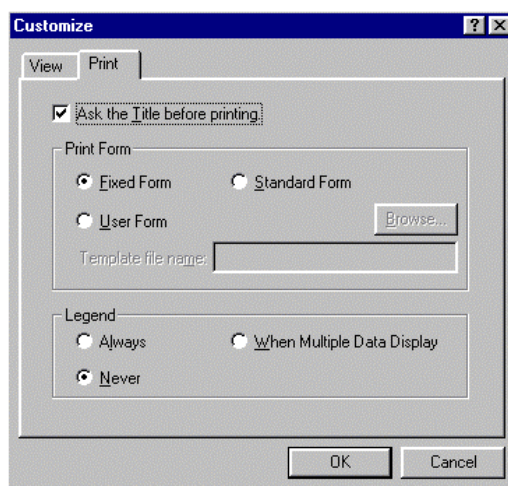 Customize
View Print
Ask the Title before printing.
Print Form
Fixed Form Standard Form
User Form Browse...
Template file name:
Legend
Always When Multiple Data Display
Never
OK Cancel